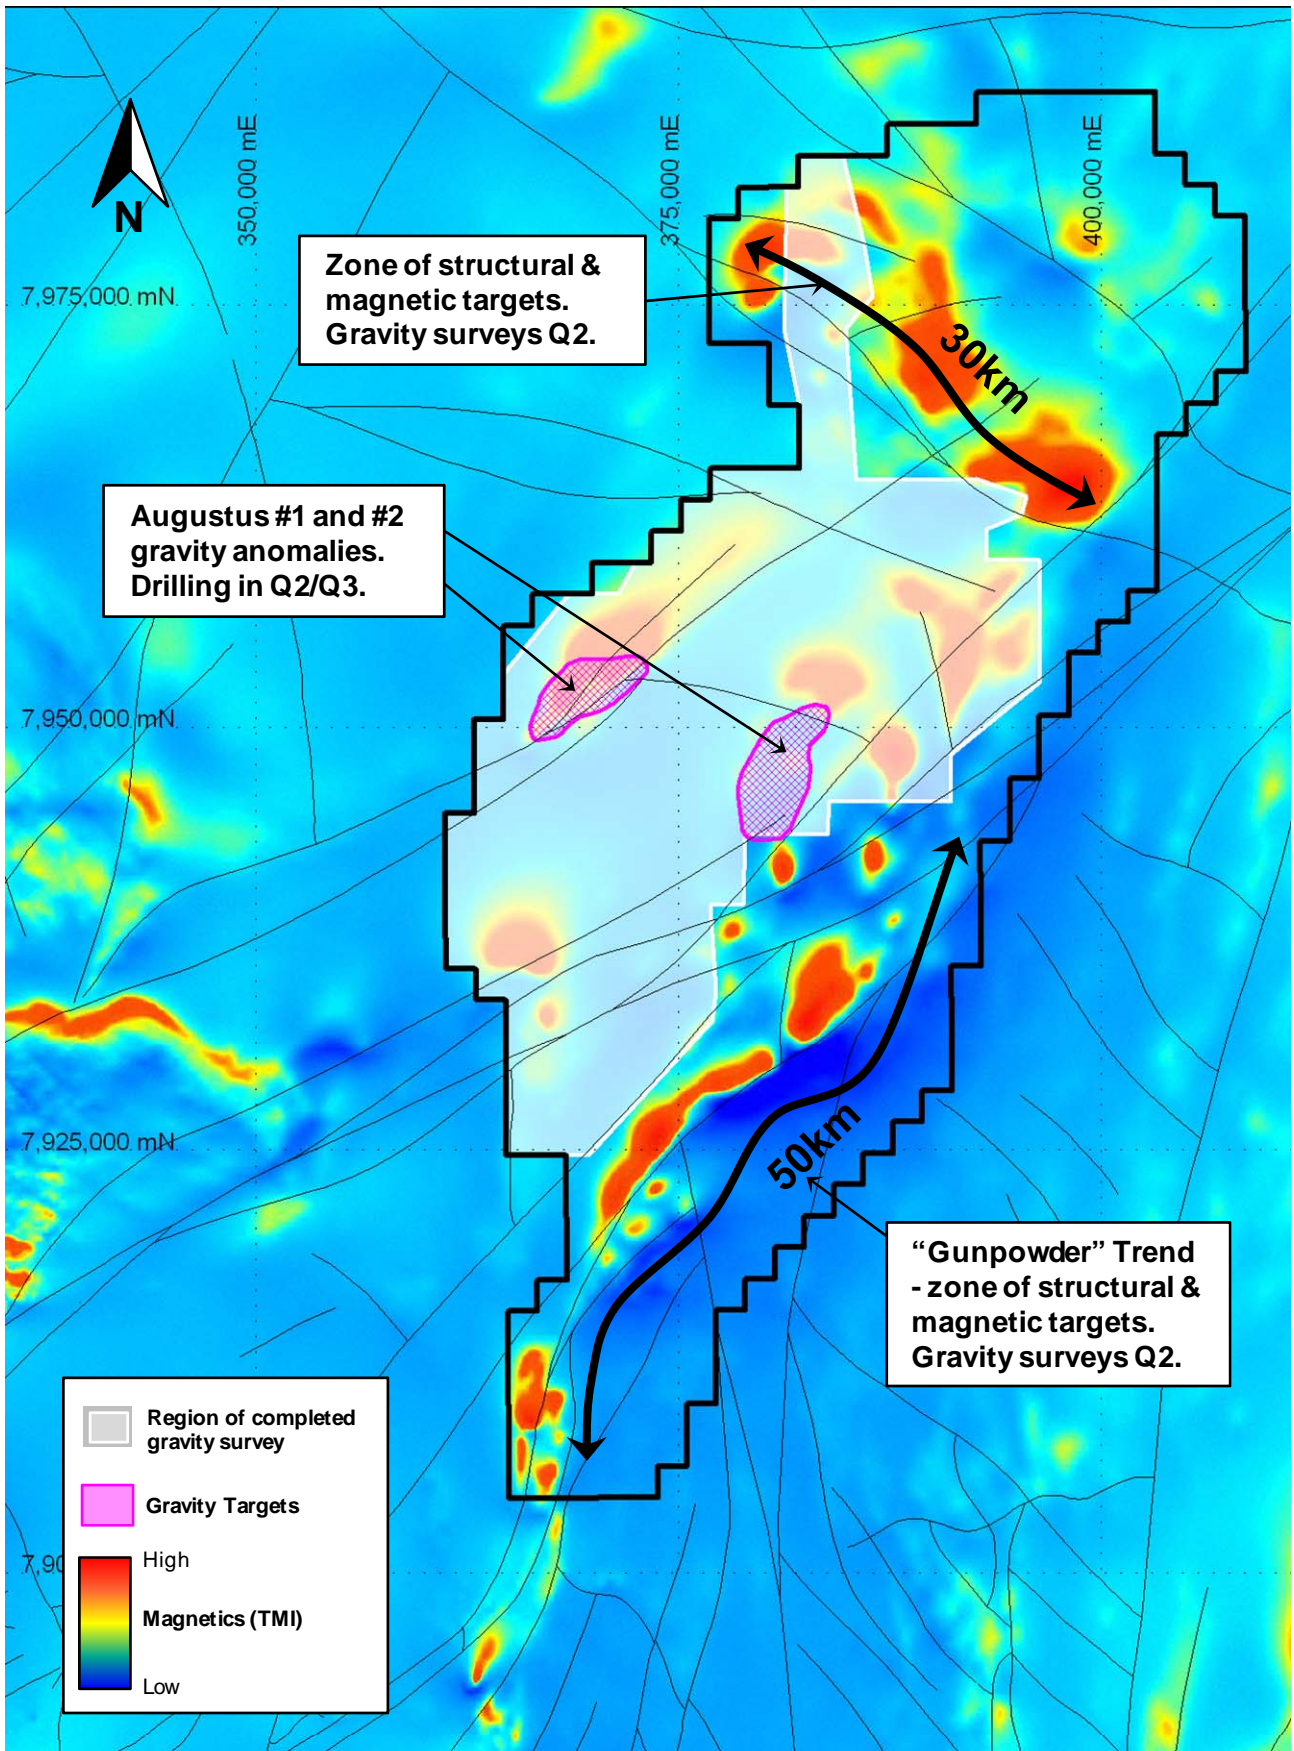 350,000 mE
375,000 mE
400,000 mE
N
Zone of structural &
magnetic targets.
Gravity surveys Q2.
7,975,000 mN
30km
Augustus #1 and #2
gravity anomalies.
Drilling in Q2/Q3.
7,950,000 mN
7,925,000 mN
50km
“Gunpowder” Trend
- zone of structural &
magnetic targets.
Gravity surveys Q2.
Region of completed
gravity survey
Gravity Targets
7,90
High
Magnetics (TMI)
Low